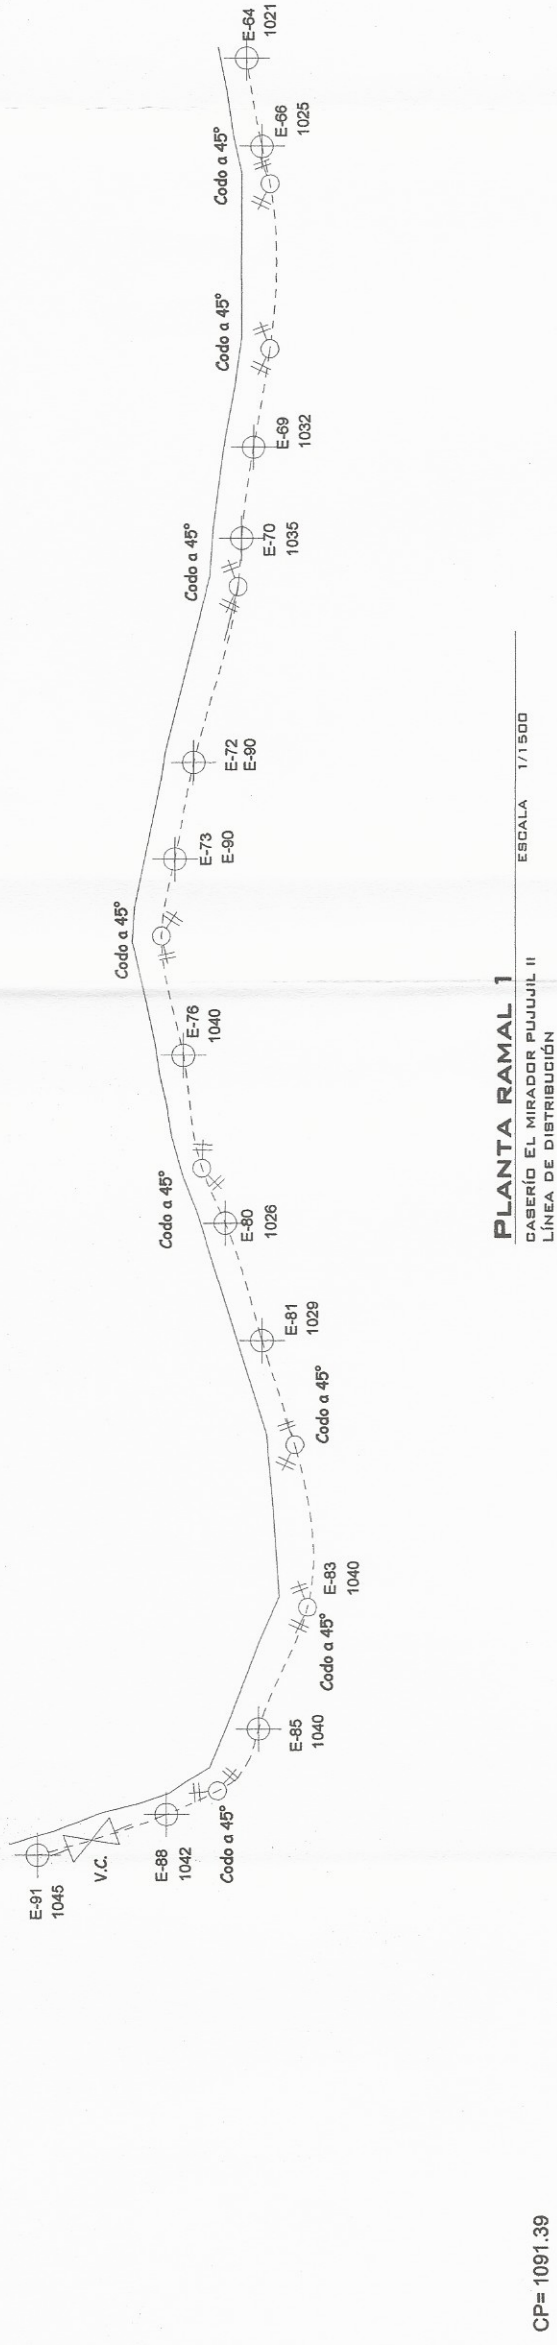 E-91
1045
V.C.
E-88
1042
Codo a 45°
E-85
1040
Codo a 45°
E-83
1040
Codo a 45°
E-81
1029
E-80
1026
Codo a 45°
E-76
1040
Codo a 45°
E-73
E-90
E-72
E-90
Codo a 45°
E-70
1035
E-69
1032
Codo a 45°
Codo a 45°
E-66
1025
E-64
1021
PLANTA RAMAL 1
CASERÍO EL MIRADOR PUJUJIL II ESCALA 1/1500
LÍNEA DE DISTRIBUCIÓN
CP= 1091.39